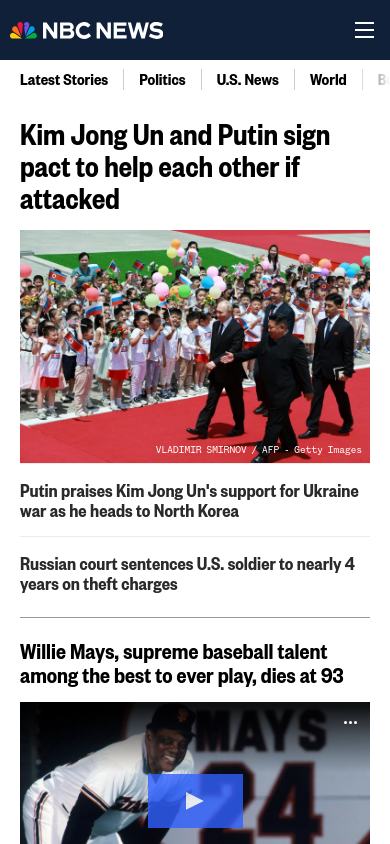 NBC NEWS
Latest Stories
Politics
U.S. News
World
Kim Jong Un and Putin sign
pact to help each other if
attacked
VLADIMIR SMIRNOV / AFP - Getty Images
Putin praises Kim Jong Un's support for Ukraine
war as he heads to North Korea
Russian court sentences U.S. soldier to nearly 4
years on theft charges
Willie Mays, supreme baseball talent
among the best to ever play, dies at 93
MAYS
24